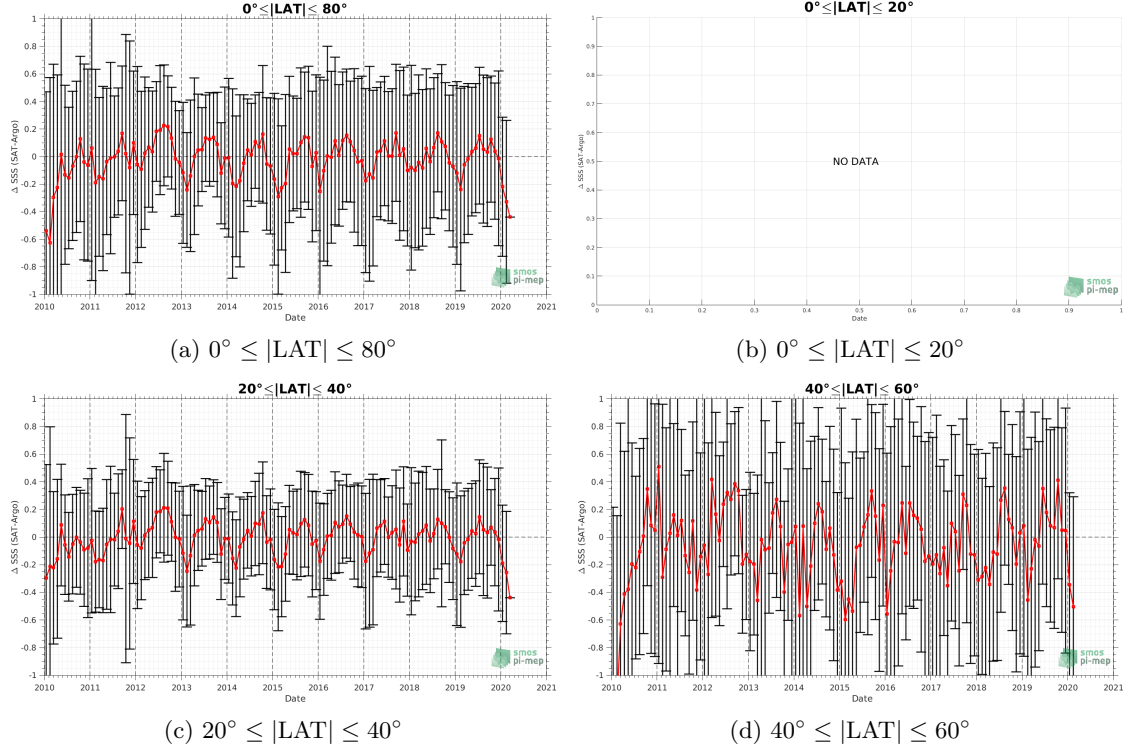 0°≤|LAT|≤ 80°
1
0.8
0.6
0.4
0.2
0
-0.2
-0.4
-0.6
-0.8
-1
Δ SSS (SAT-Argo)
2010 2011 2012 2013 2014 2015 2016 2017 2018 2019 2020 2021
Date
smos
pi-mep
(a) 0° ≤ |LAT| ≤ 80°
0°≤|LAT|≤ 20°
1
0.9
0.8
0.7
0.6
0.5
0.4
0.3
0.2
0.1
0
Δ SSS (SAT-Argo)
NO DATA
0 0.1 0.2 0.3 0.4 0.5 0.6 0.7 0.8 0.9 1
Date
smos
pi-mep
(b) 0° ≤ |LAT| ≤ 20°
20°≤|LAT|≤ 40°
1
0.8
0.6
0.4
0.2
0
-0.2
-0.4
-0.6
-0.8
-1
Δ SSS (SAT-Argo)
2010 2011 2012 2013 2014 2015 2016 2017 2018 2019 2020 2021
Date
smos
pi-mep
(c) 20° ≤ |LAT| ≤ 40°
40°≤|LAT|≤ 60°
1
0.8
0.6
0.4
0.2
0
-0.2
-0.4
-0.6
-0.8
-1
Δ SSS (SAT-Argo)
2010 2011 2012 2013 2014 2015 2016 2017 2018 2019 2020 2021
Date
smos
pi-mep
(d) 40° ≤ |LAT| ≤ 60°